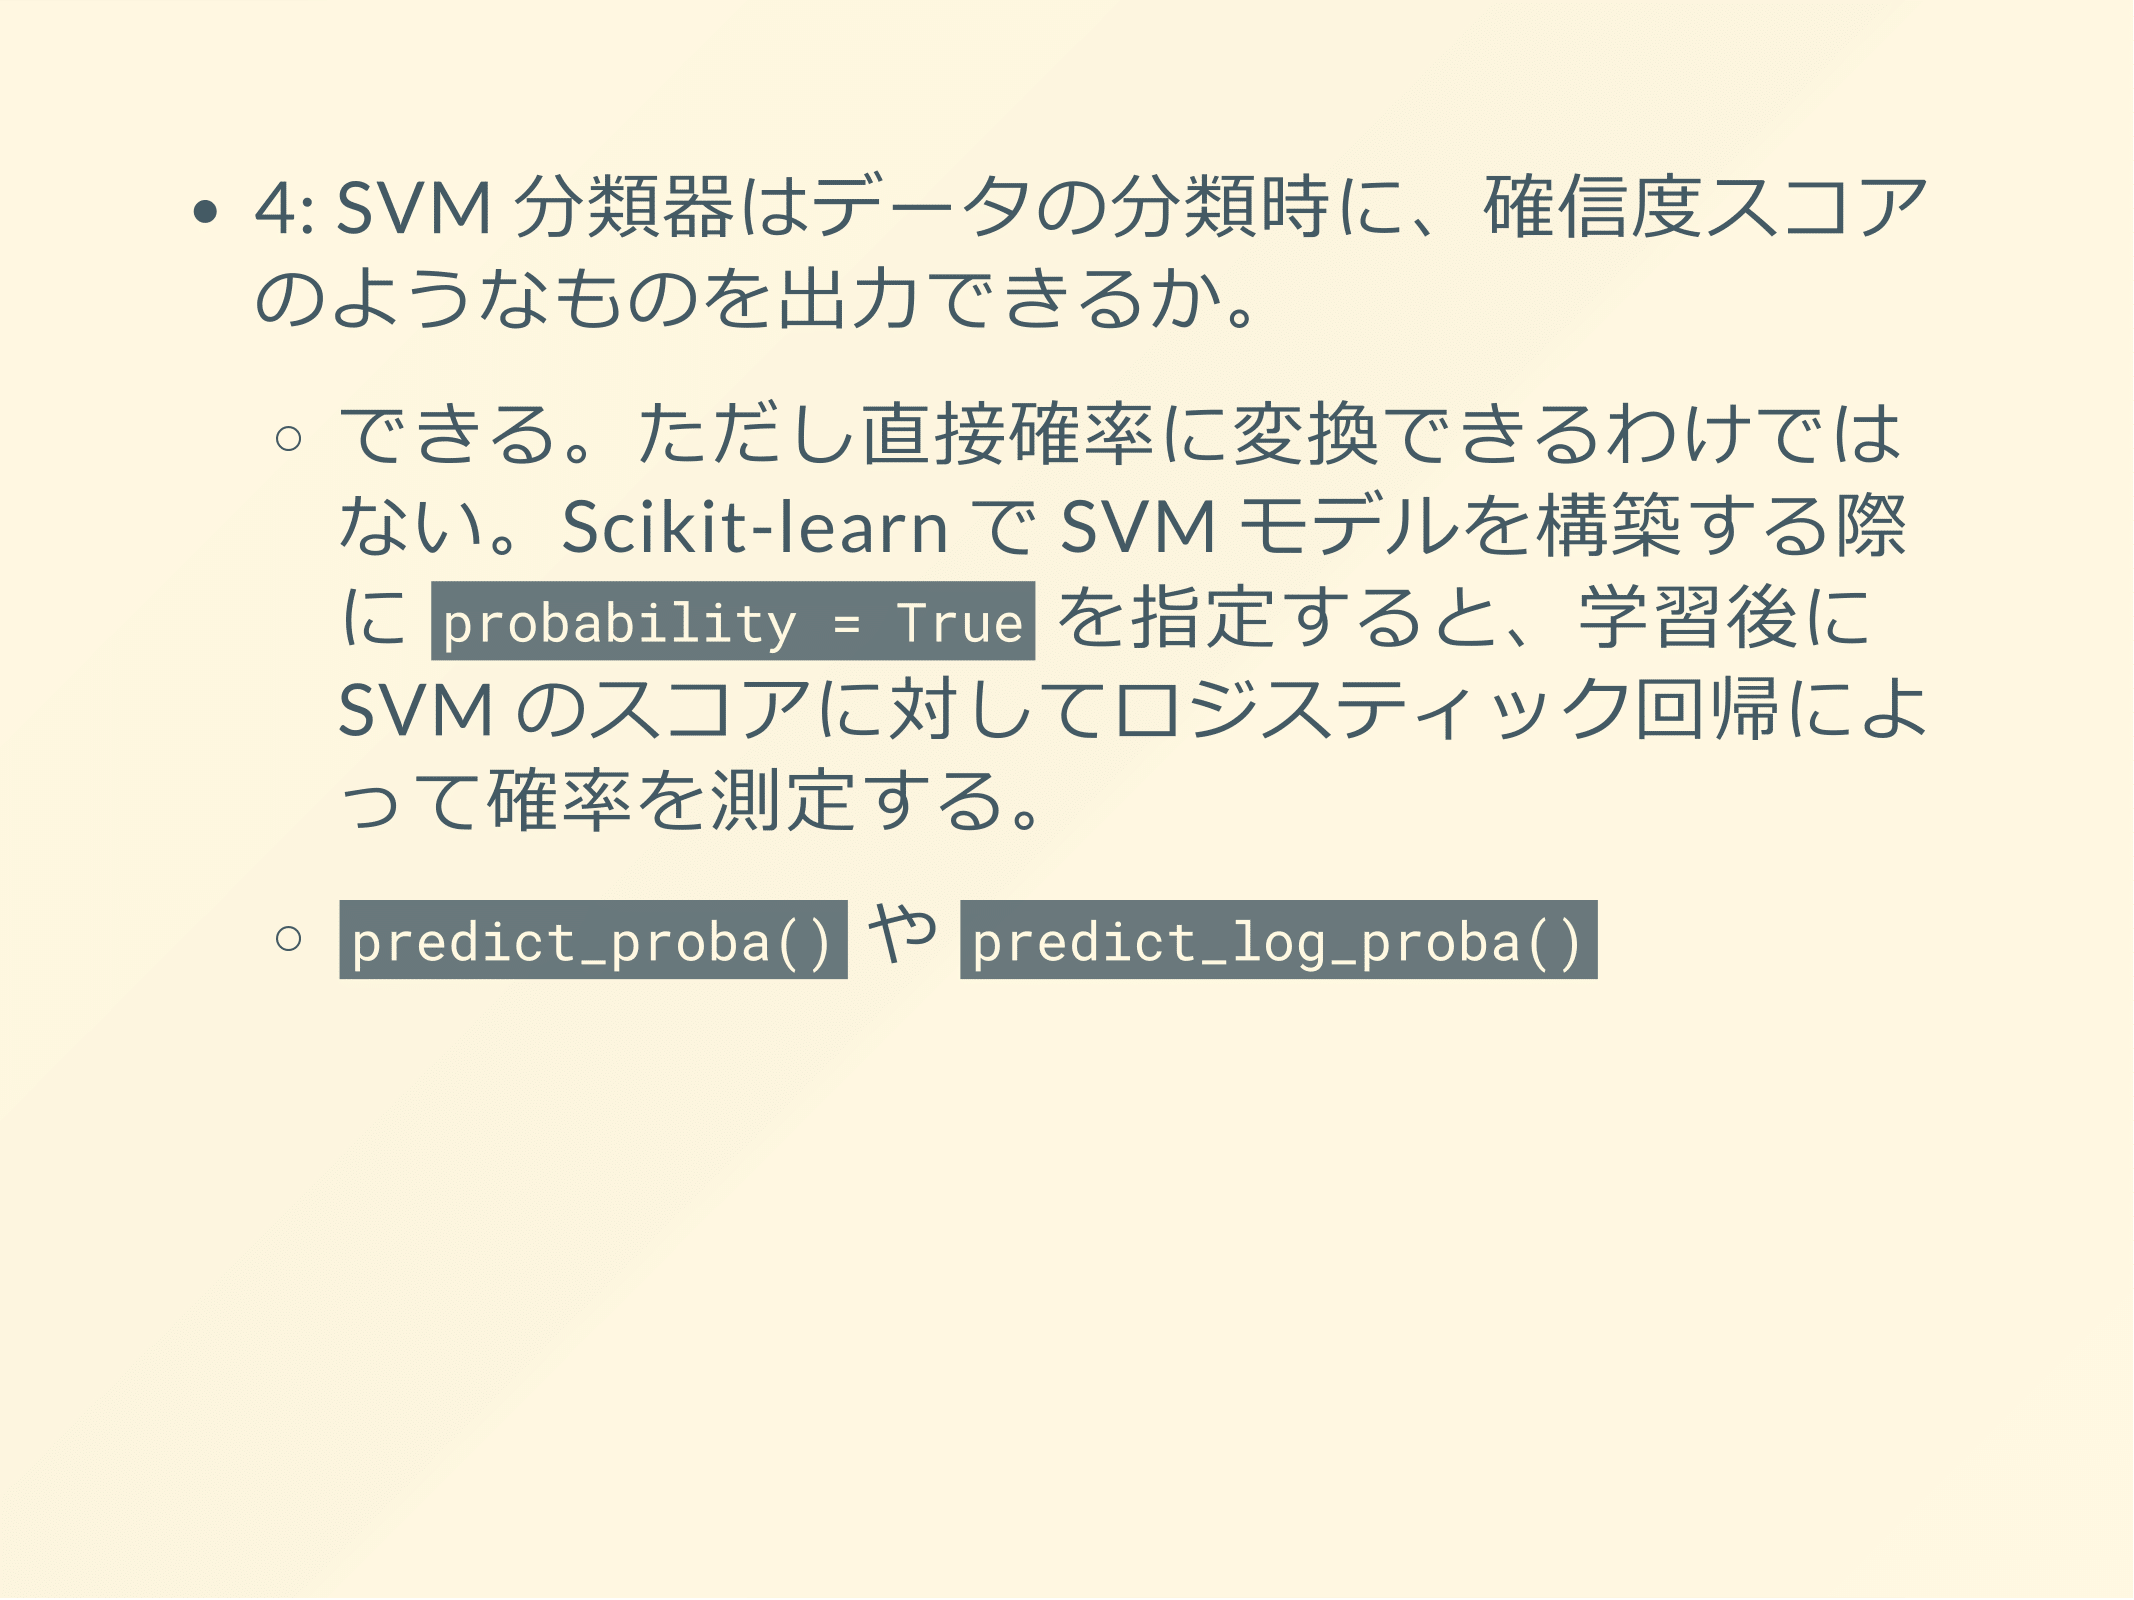 • 4: SVM 分類器はデータの分類時に、確信度スコア
のようなものを出力できるか。
○ できる。ただし直接確率に変換できるわけでは
ない。Scikit-learn で SVM モデルを構築する際
に probability = True を指定すると、学習後に
SVM のスコアに対してロジスティック回帰によ
って確率を測定する。
○ predict_proba() や predict_log_proba()